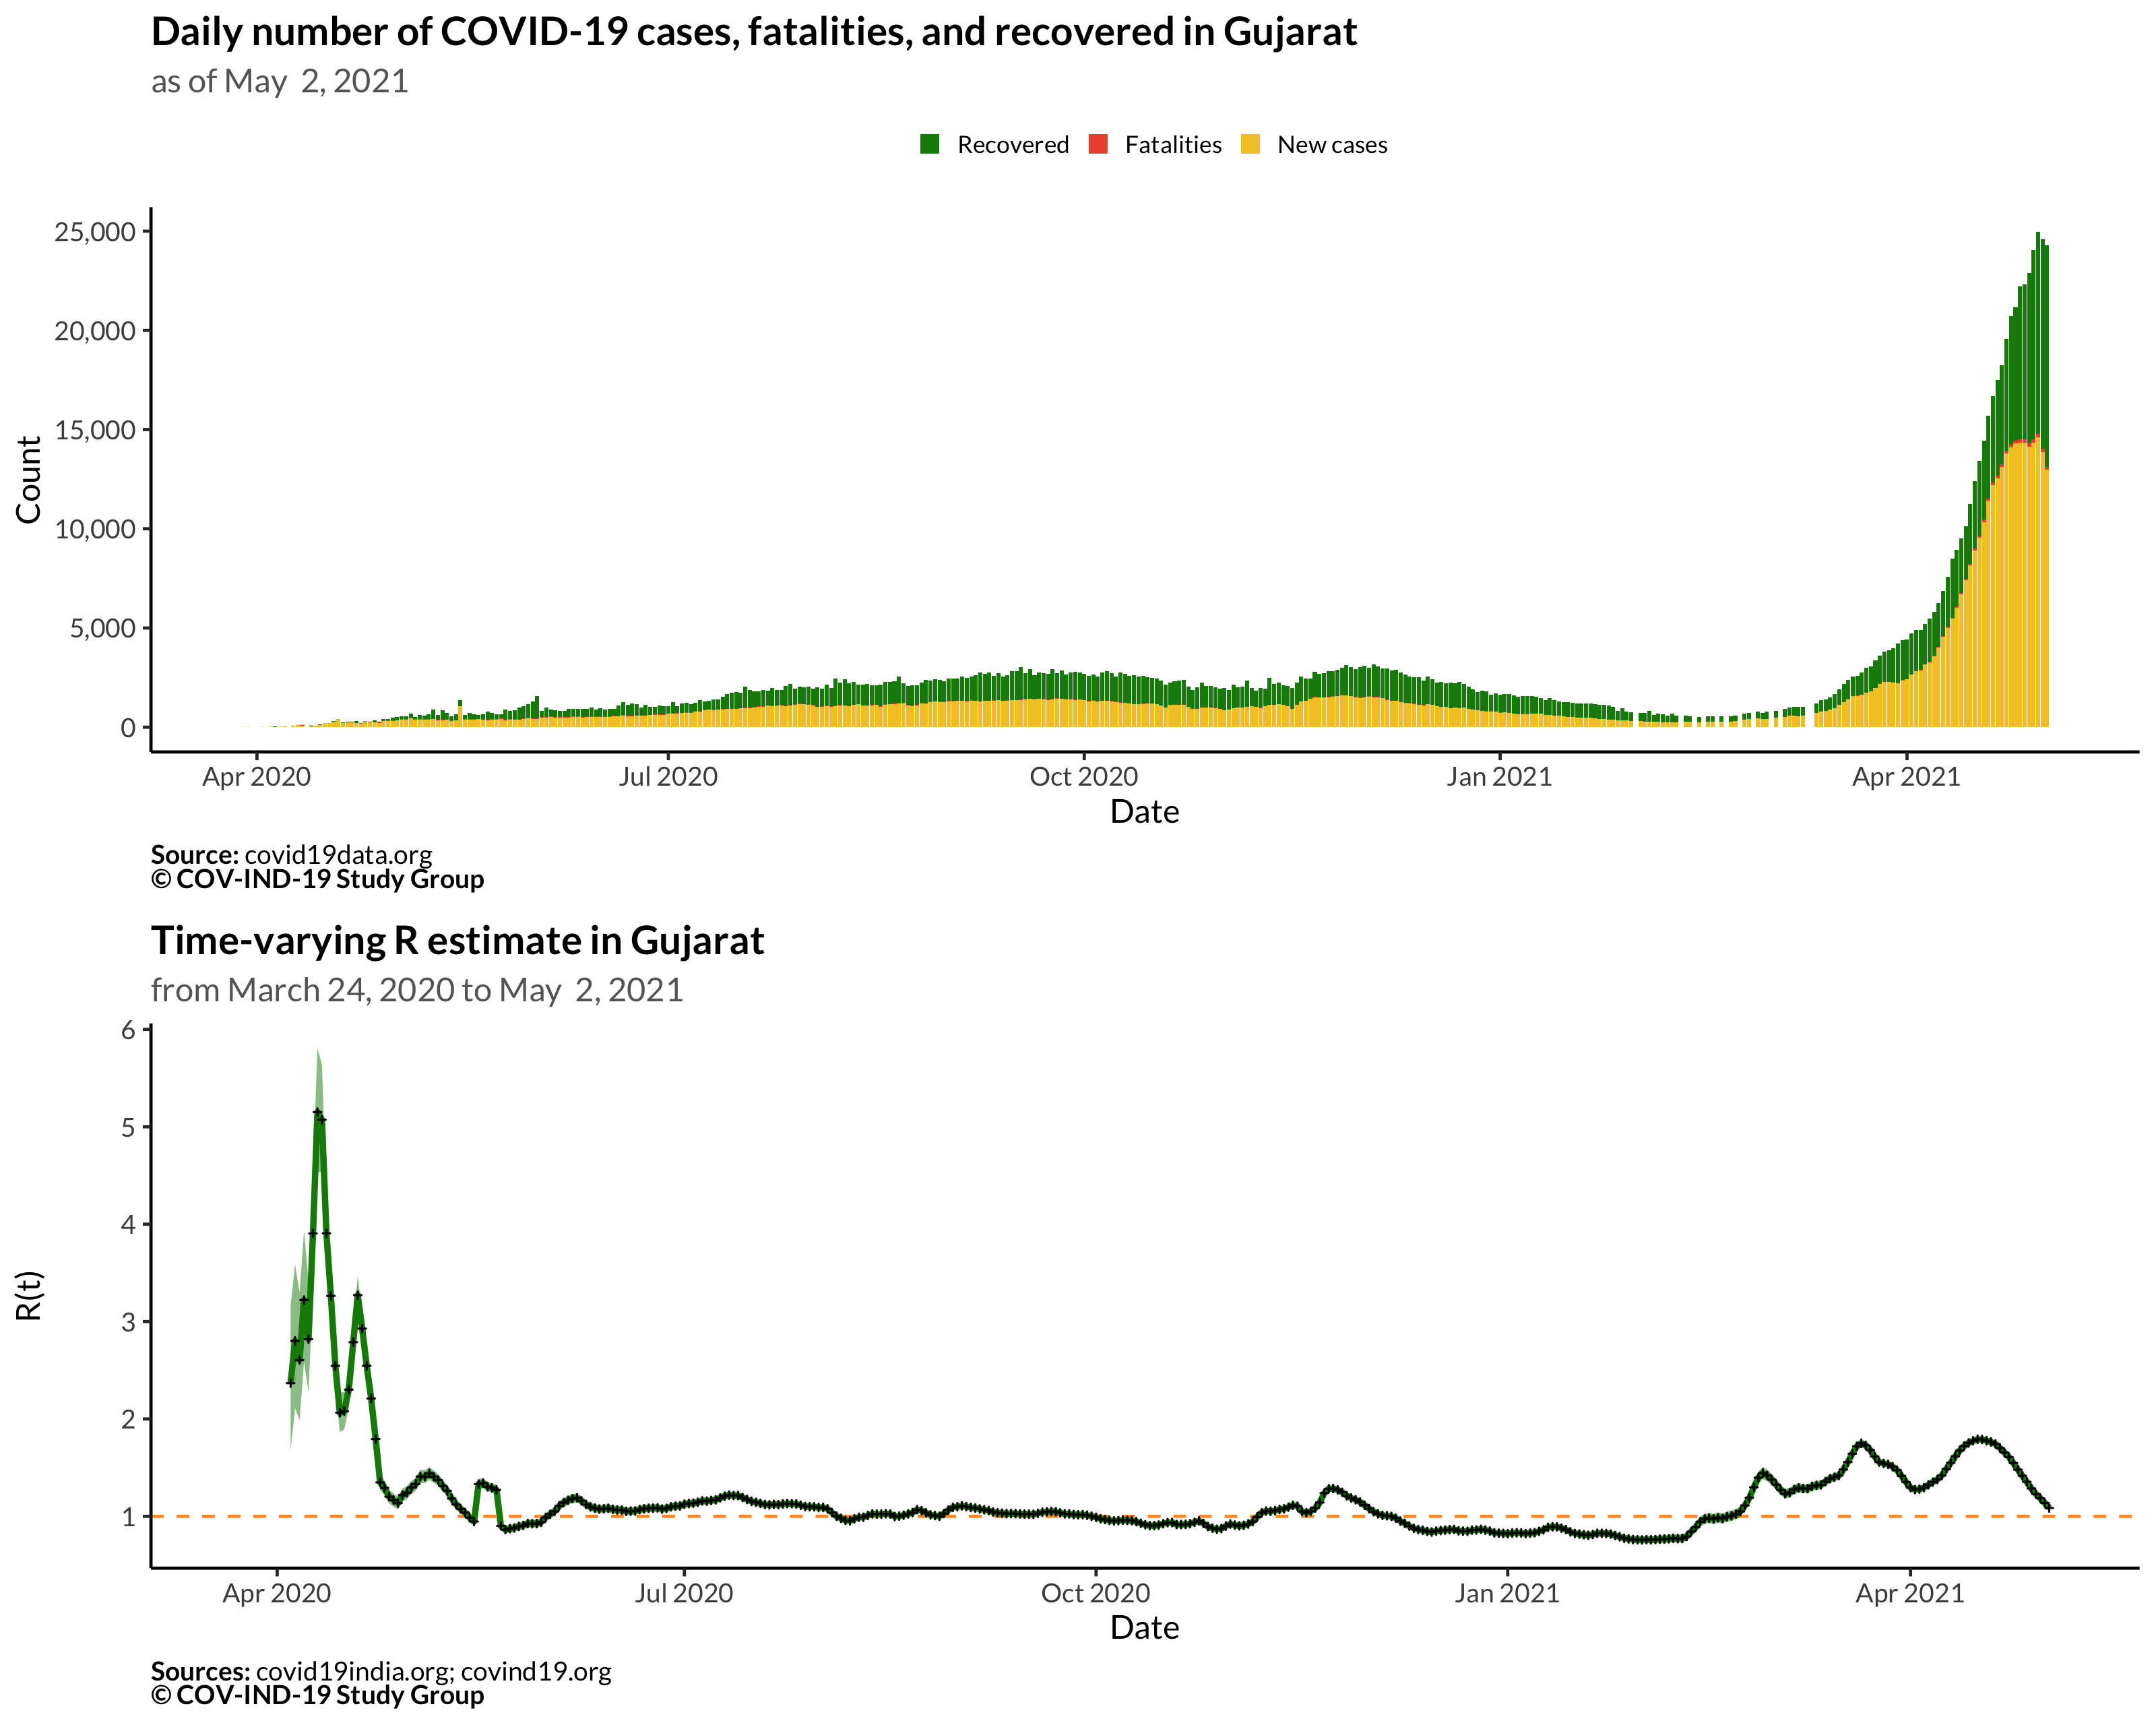 Daily number of COVID-19 cases, fatalities, and recovered in Gujarat
as of May  2, 2021
Recovered Fatalities New cases
25,000
20,000
15,000
10,000
5,000
0
Count
Apr 2020 Jul 2020 Oct 2020 Jan 2021 Apr 2021
Date
Source: covid19data.org
© COV-IND-19 Study Group
Time-varying R estimate in Gujarat
from March 24, 2020 to May  2, 2021
6
5
4
3
2
1
R(t)
Apr 2020 Jul 2020 Oct 2020 Jan 2021 Apr 2021
Date
Sources: covid19india.org; covind19.org
© COV-IND-19 Study Group